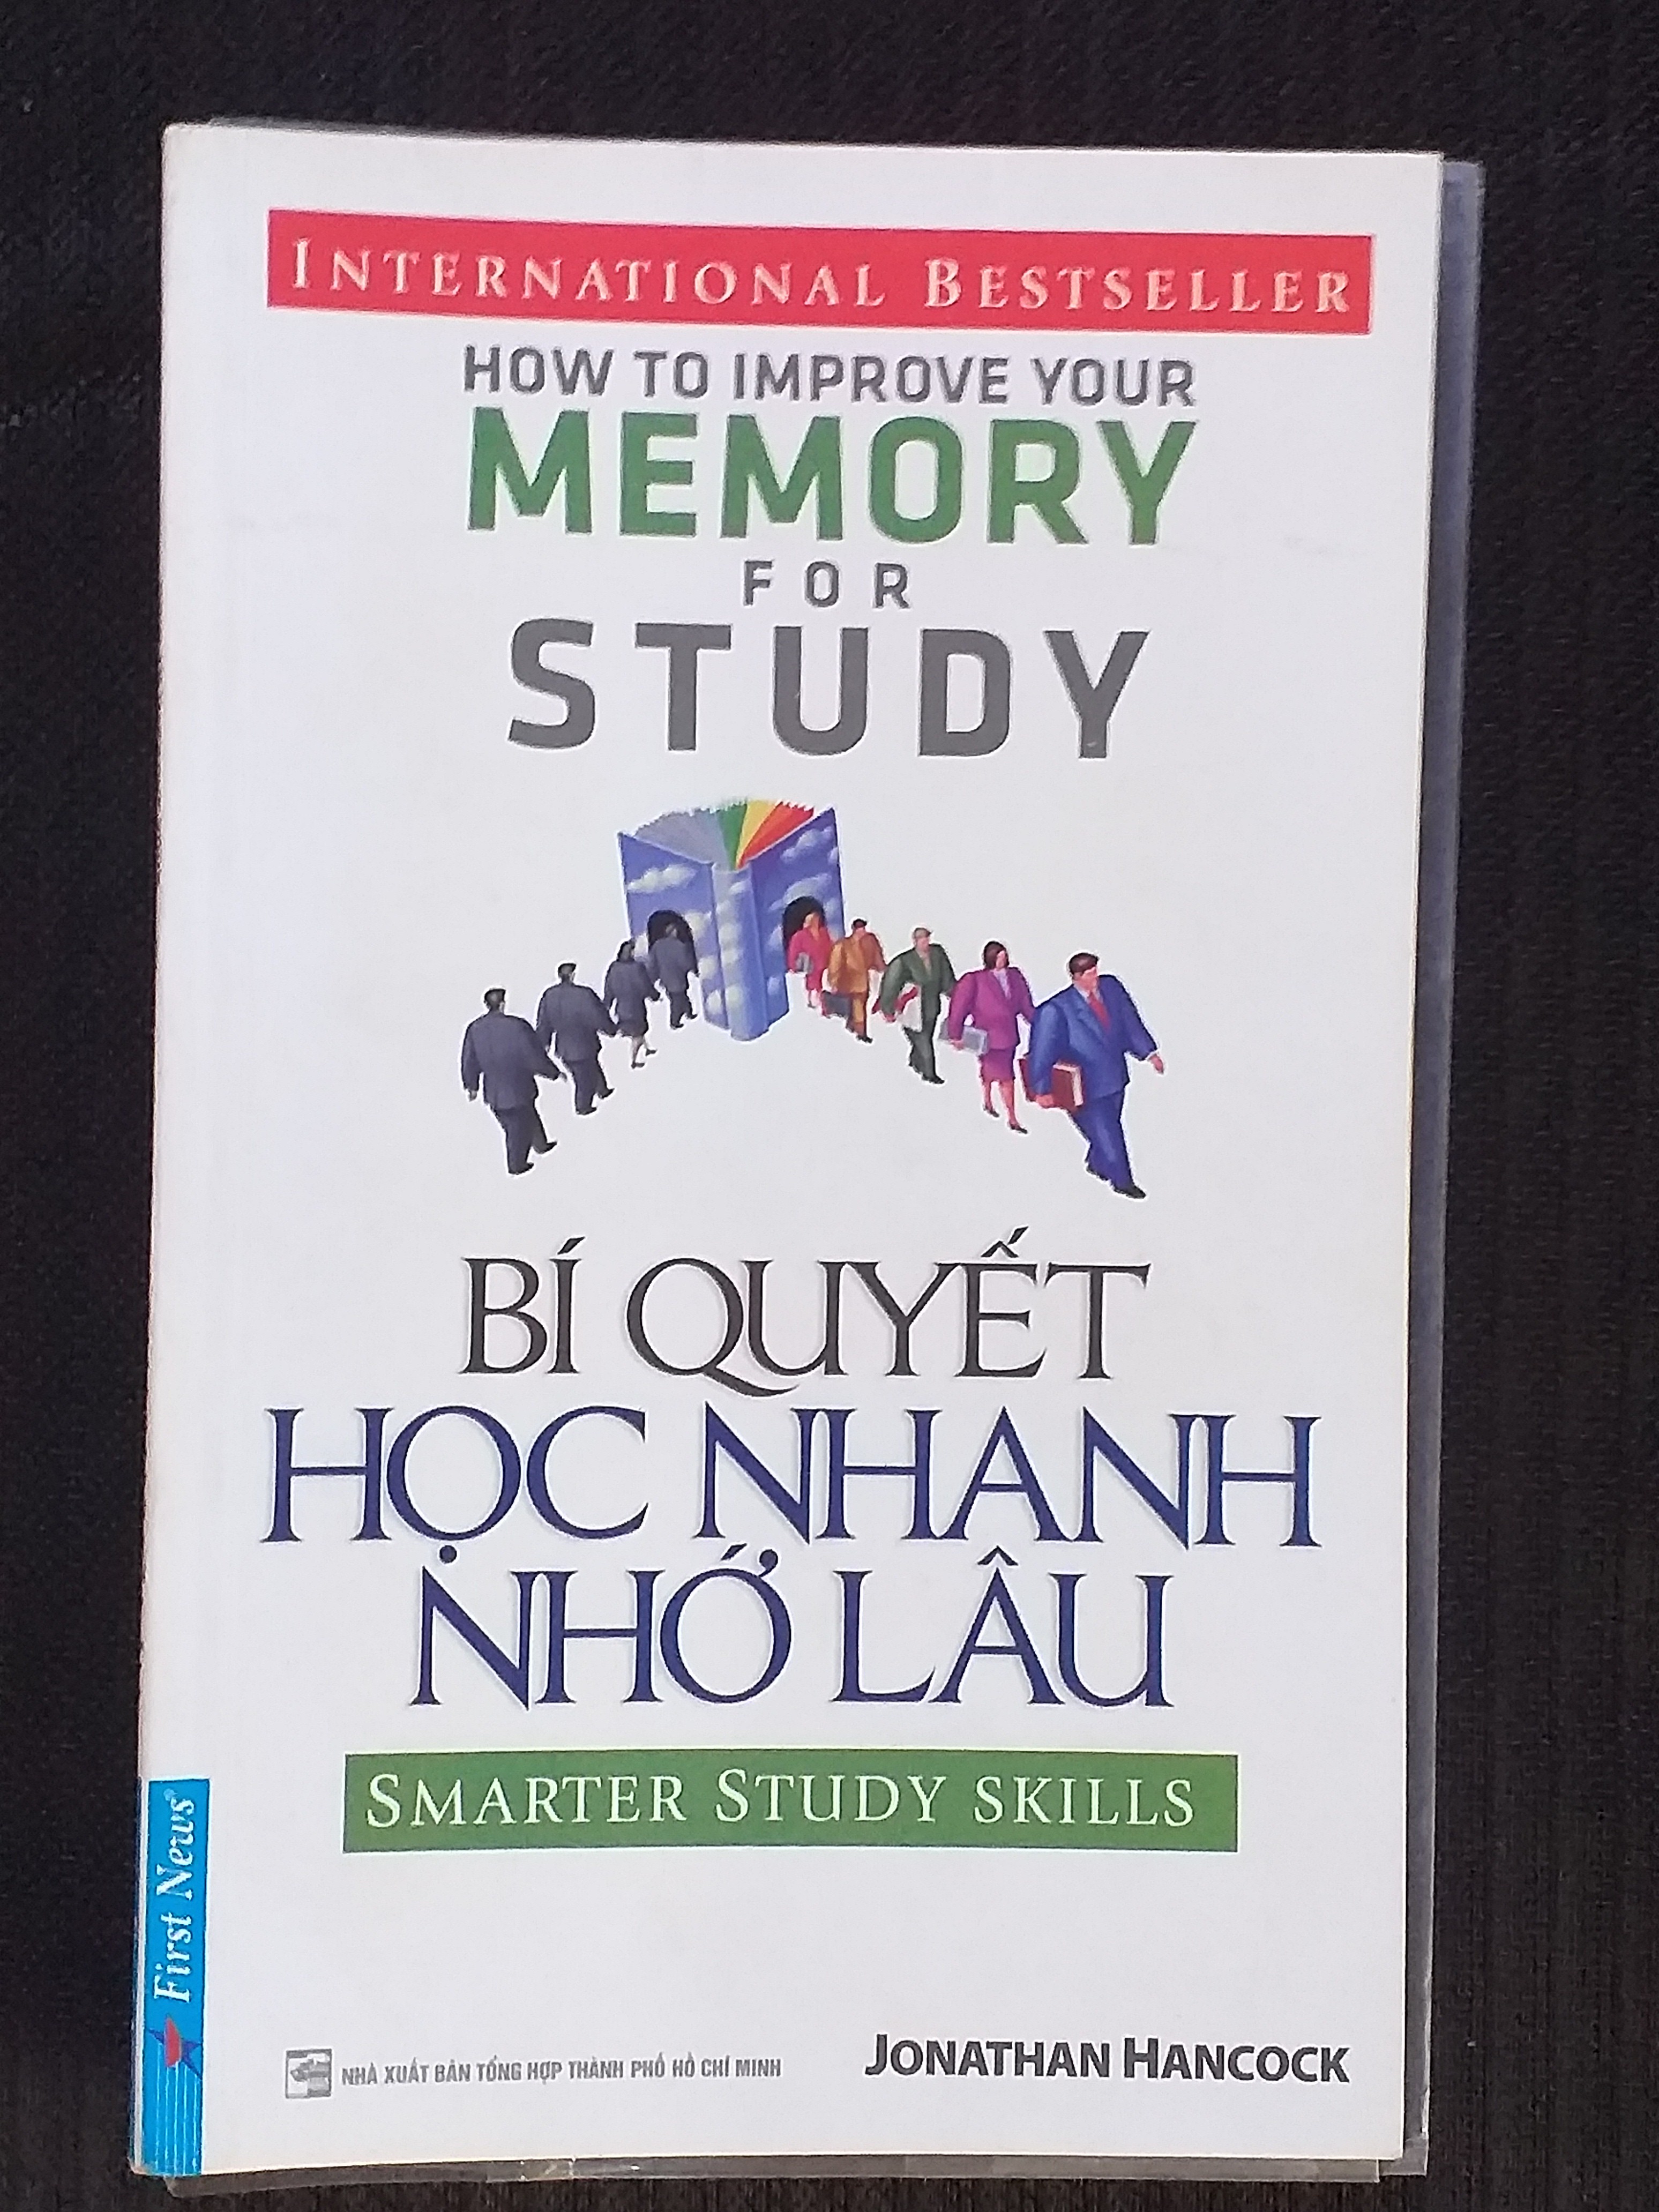 INTERNATIONAL BESTSELLER
HOW TO IMPROVE YOUR
MEMORY
FOR
STUDY
BÍ QUYẾT
HỌC NHANH
NHỚ LÂU
SMARTER STUDY SKILLS
First News
NHÀ XUẤT BẢN TỔNG HỢP THÀNH PHỐ HỒ CHÍ MINH
JONATHAN HANCOCK